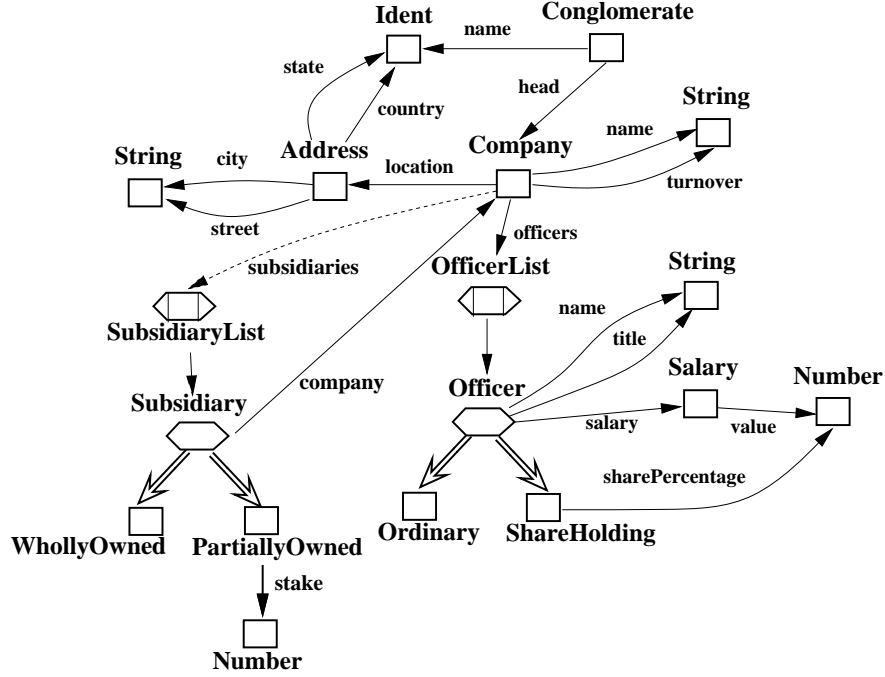 Ident
Conglomerate
name
state
head
country
String
name
Company
Address
String
city
location
turnover
street
officers
subsidiaries
OfficerList
String
name
SubsidiaryList
title
Salary
Number
company
Officer
Subsidiary
salary
value
sharePercentage
Ordinary
ShareHolding
WhollyOwned
PartiallyOwned
stake
Number